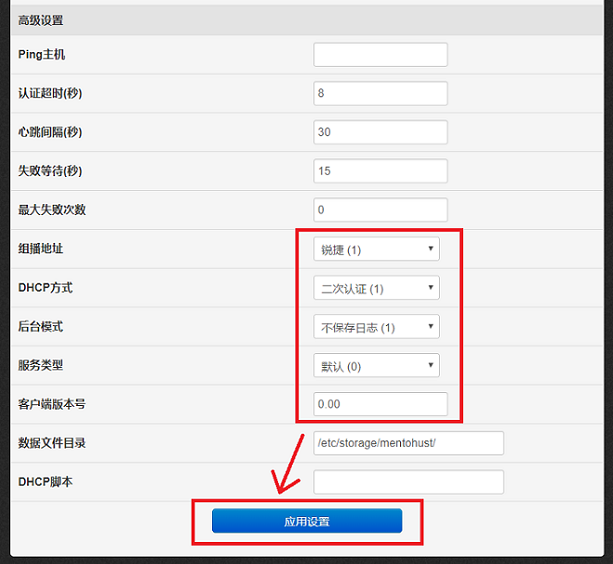 高级设置
Ping主机
认证超时(秒) 8
心跳间隔(秒) 30
失败等待(秒) 15
最大失败次数 0
组播地址 锐捷 (1)
DHCP方式 二次认证 (1)
后台模式 不保存日志 (1)
服务类型 默认 (0)
客户端版本号 0.00
数据文件目录 /etc/storage/mentohust/
DHCP脚本
应用设置